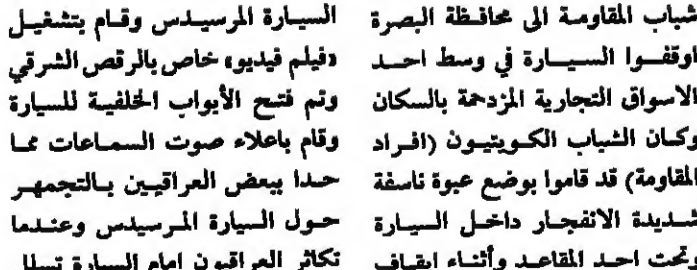 شباب المقاومة الى محافظة البصرة
اوقفوا السيارة في وسط احد
الاسواق التجارية المزدحمة بالسكان
وكان الشباب الكويتيون (افراد
المقاومة) قد قاموا بوضع عبوة ناسفة
شديدة الانفجار داخل السيارة
وتحت احد المقاعد وأثناء ايقاف
السيارة المرسيدس وقام بتشغيل
«فيلم فيديو» خاص بالرقص الشرقي
وتم فتح الأبواب الخلفية للسيارة
وقام باعلاء صوت السماعات مما
حدا ببعض العراقيين بالتجمهر
حول السيارة المرسيدس وعندما
تكاثر العراقيون امام السيارة تسلل